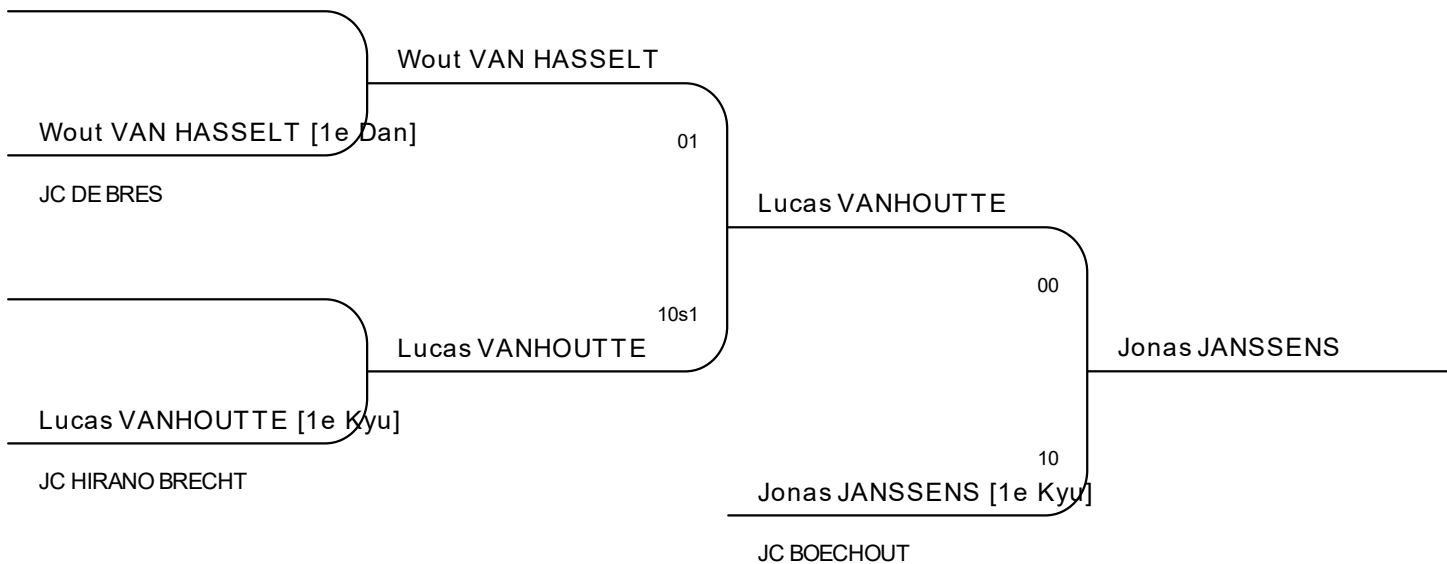 Wout VAN HASSELT
Wout VAN HASSELT [1e Dan]
01
JC DE BRES
Lucas VANHOUTTE
00
10s1
Lucas VANHOUTTE
Jonas JANSSENS
Lucas VANHOUTTE [1e Kyu]
10
JC HIRANO BRECHT
Jonas JANSSENS [1e Kyu]
JC BOECHOUT